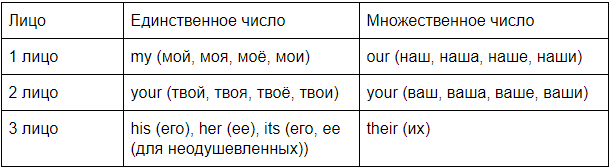 Лицо Единственное число Множественное число
1 лицо my (мой, моя, моё, мои) our (наш, наша, наше, наши)
2 лицо your (твой, твоя, твоё, твои) your (ваш, ваша, ваше, ваши)
3 лицо his (его), her (ее), its (его, ее their (их)
(для неодушевленных))